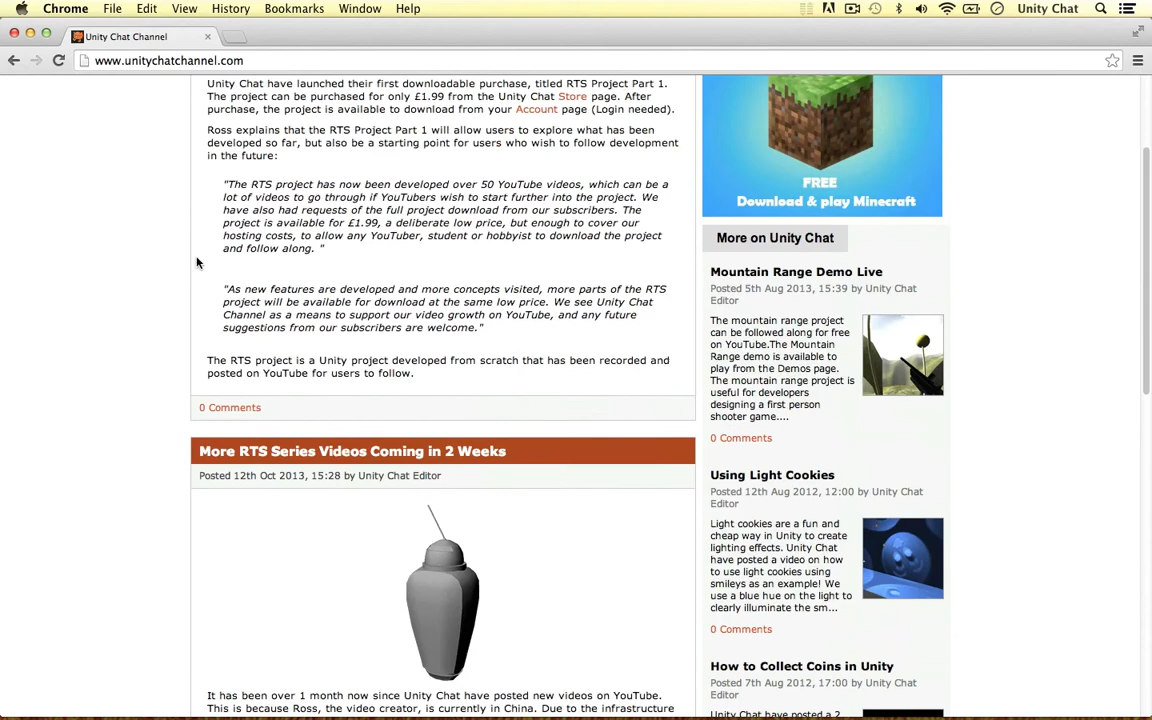 Chrome File Edit View History Bookmarks Window Help Unity Chat
Unity Chat Channel
www.unitychatchannel.com
Unity Chat have launched their first downloadable purchase, titled RTS Project Part 1.
The project can be purchased for only £1.99 from the Unity Chat Store page. After
purchase, the project is available to download from your Account page (Login needed).
Ross explains that the RTS Project Part 1 will allow users to explore what has been
developed so far, but also be a starting point for users who wish to follow development
in the future:
"The RTS project has now been developed over 50 YouTube videos, which can be a
lot of videos to go through if YouTubers wish to start further into the project. We
have also had requests of the full project download from our subscribers. The
project is available for £1.99, a deliberate low price, but enough to cover our
hosting costs, to allow any YouTuber, student or hobbyist to download the project
and follow along. "
"As new features are developed and more concepts visited, more parts of the RTS
project will be available for download at the same low price. We see Unity Chat
Channel as a means to support our video growth on YouTube, and any future
suggestions from our subscribers are welcome."
The RTS project is a Unity project developed from scratch that has been recorded and
posted on YouTube for users to follow.
0 Comments
More RTS Series Videos Coming in 2 Weeks
Posted 12th Oct 2013, 15:28 by Unity Chat Editor
It has been over 1 month now since Unity Chat have posted new videos on YouTube.
This is because Ross, the video creator, is currently in China. Due to the infrastructure
FREE
Download & play Minecraft
More on Unity Chat
Mountain Range Demo Live
Posted 5th Aug 2013, 15:39 by Unity Chat
Editor
The mountain range project
can be followed along for free
on YouTube.The Mountain
Range demo is available to
play from the Demos page.
The mountain range project is
useful for developers
designing a first person
shooter game....
0 Comments
Using Light Cookies
Posted 12th Aug 2012, 12:00 by Unity Chat
Editor
Light cookies are a fun and
cheap way in Unity to create
lighting effects. Unity Chat
have posted a video on how
to use light cookies using
smileys as an example! We
use a blue hue on the light to
clearly illuminate the sm...
0 Comments
How to Collect Coins in Unity
Posted 7th Aug 2012, 17:00 by Unity Chat
Editor
Unity Chat have posted a 2